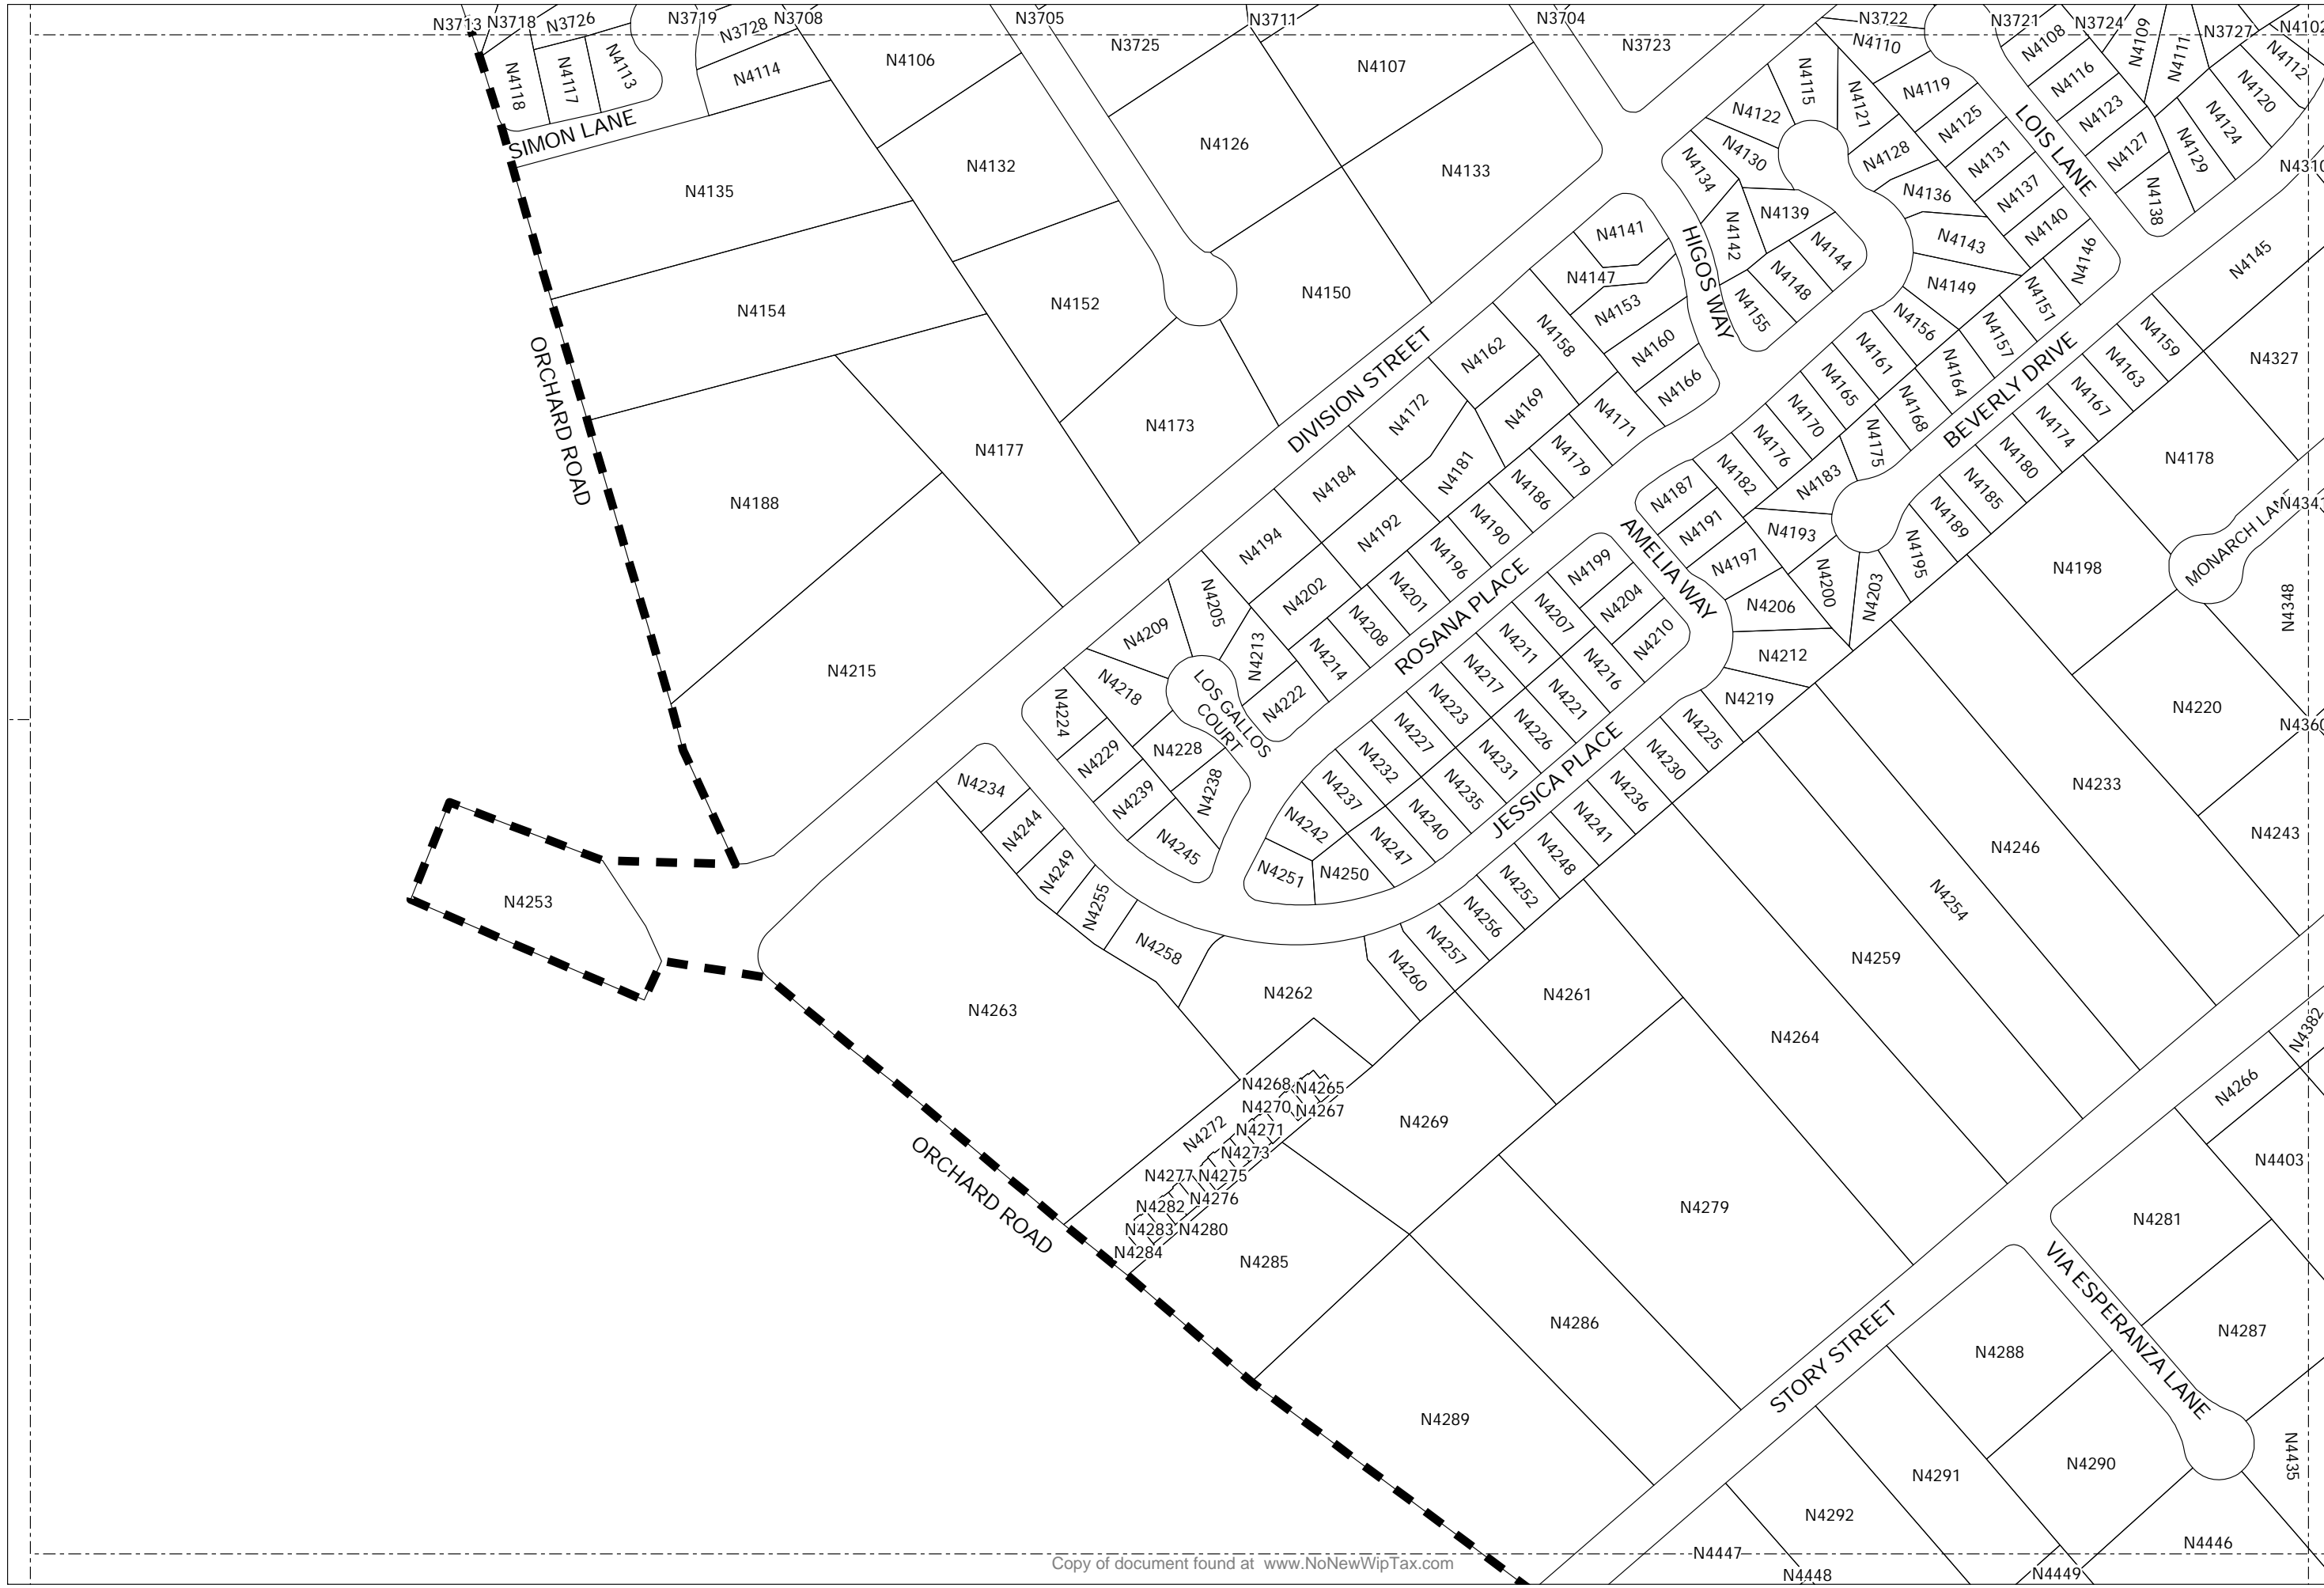 N3713
N3718
N3726
N3719
N3708
N3705
N3711
N3704
N3722
N3721
N3724
N4109
N3727
N4102
N3728
N3725
N3723
N4110
N4108
N4111
N4112
N4118
N4117
N4113
N4114
N4106
N4107
N4115
N4121
N4119
N4116
N4120
SIMON LANE
N4122
N4125
LOIS LANE
N4123
N4124
N4126
N4130
N4128
N4131
N4127
N4129
N4310
N4132
N4133
N4134
N4136
N4137
N4138
N4135
N4139
N4140
N4141
HIGOS WAY
N4142
N4143
N4144
N4146
N4145
N4147
N4148
N4149
N4151
N4154
N4152
N4150
N4153
N4155
N4156
N4157
N4159
ORCHARD ROAD
N4158
N4160
N4161
N4164
N4163
N4327
DIVISION STREET
N4162
N4166
N4165
N4168
BEVERLY DRIVE
N4167
N4173
N4172
N4169
N4171
N4170
N4175
N4174
N4177
N4176
N4180
N4178
N4184
N4181
N4179
N4182
N4183
N4185
N4188
N4186
N4187
N4189
MONARCH LANE
N4343
N4194
N4192
N4190
N4191
N4193
N4195
N4196
N4199
AMELIA WAY
N4197
N4198
N4202
N4201
ROSANA PLACE
N4204
N4200
N4203
N4348
N4205
N4207
N4206
N4209
N4208
N4210
N4211
N4213
N4214
N4212
N4215
N4218
LOS GALLOS
COURT
N4217
N4216
N4224
N4222
N4223
N4221
N4219
N4220
N4360
N4229
N4228
N4227
N4226
N4225
N4234
N4238
N4232
N4231
JESSICA PLACE
N4230
N4233
N4239
N4237
N4235
N4236
N4244
N4242
N4240
N4241
N4243
N4245
N4247
N4248
N4246
N4249
N4251
N4250
N4252
N4254
N4253
N4255
N4256
N4258
N4257
N4259
N4260
N4263
N4262
N4261
N4264
N4382
N4268
N4265
N4266
N4270
N4267
N4269
N4272
N4271
N4273
N4403
N4277
N4275
N4276
N4282
N4279
N4281
N4283
N4280
N4284
ORCHARD ROAD
N4285
VIA ESPERANZA LANE
N4286
N4287
STORY STREET
N4288
N4289
N4290
N4435
N4291
N4292
N4446
N4447
Copy of document found at www.NoNewWipTax.com
N4448
N4449